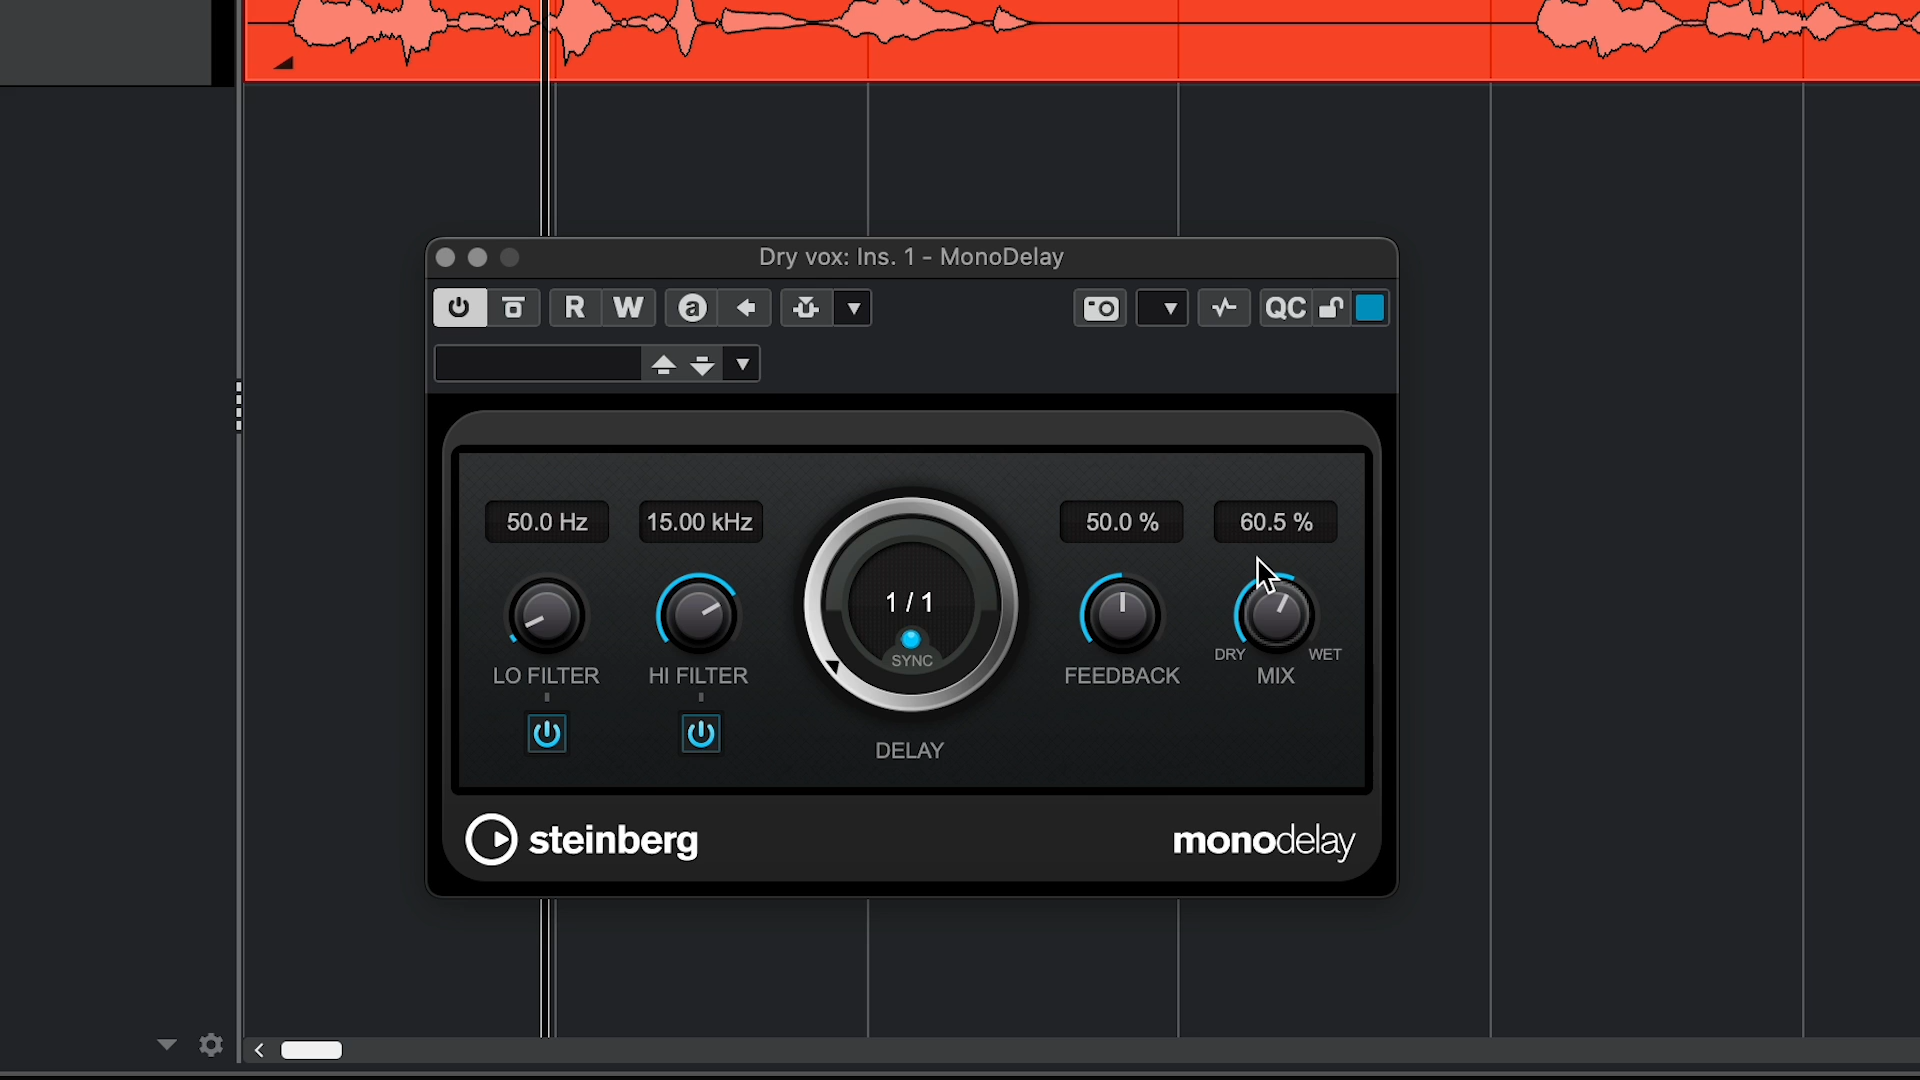 Dry vox: Ins. 1 - MonoDelay
R W a QC
50.0 Hz 15.00 kHz 50.0 % 60.5 %
1 / 1
SYNC
DRY WET
LO FILTER HI FILTER FEEDBACK MIX
DELAY
steinberg monodelay